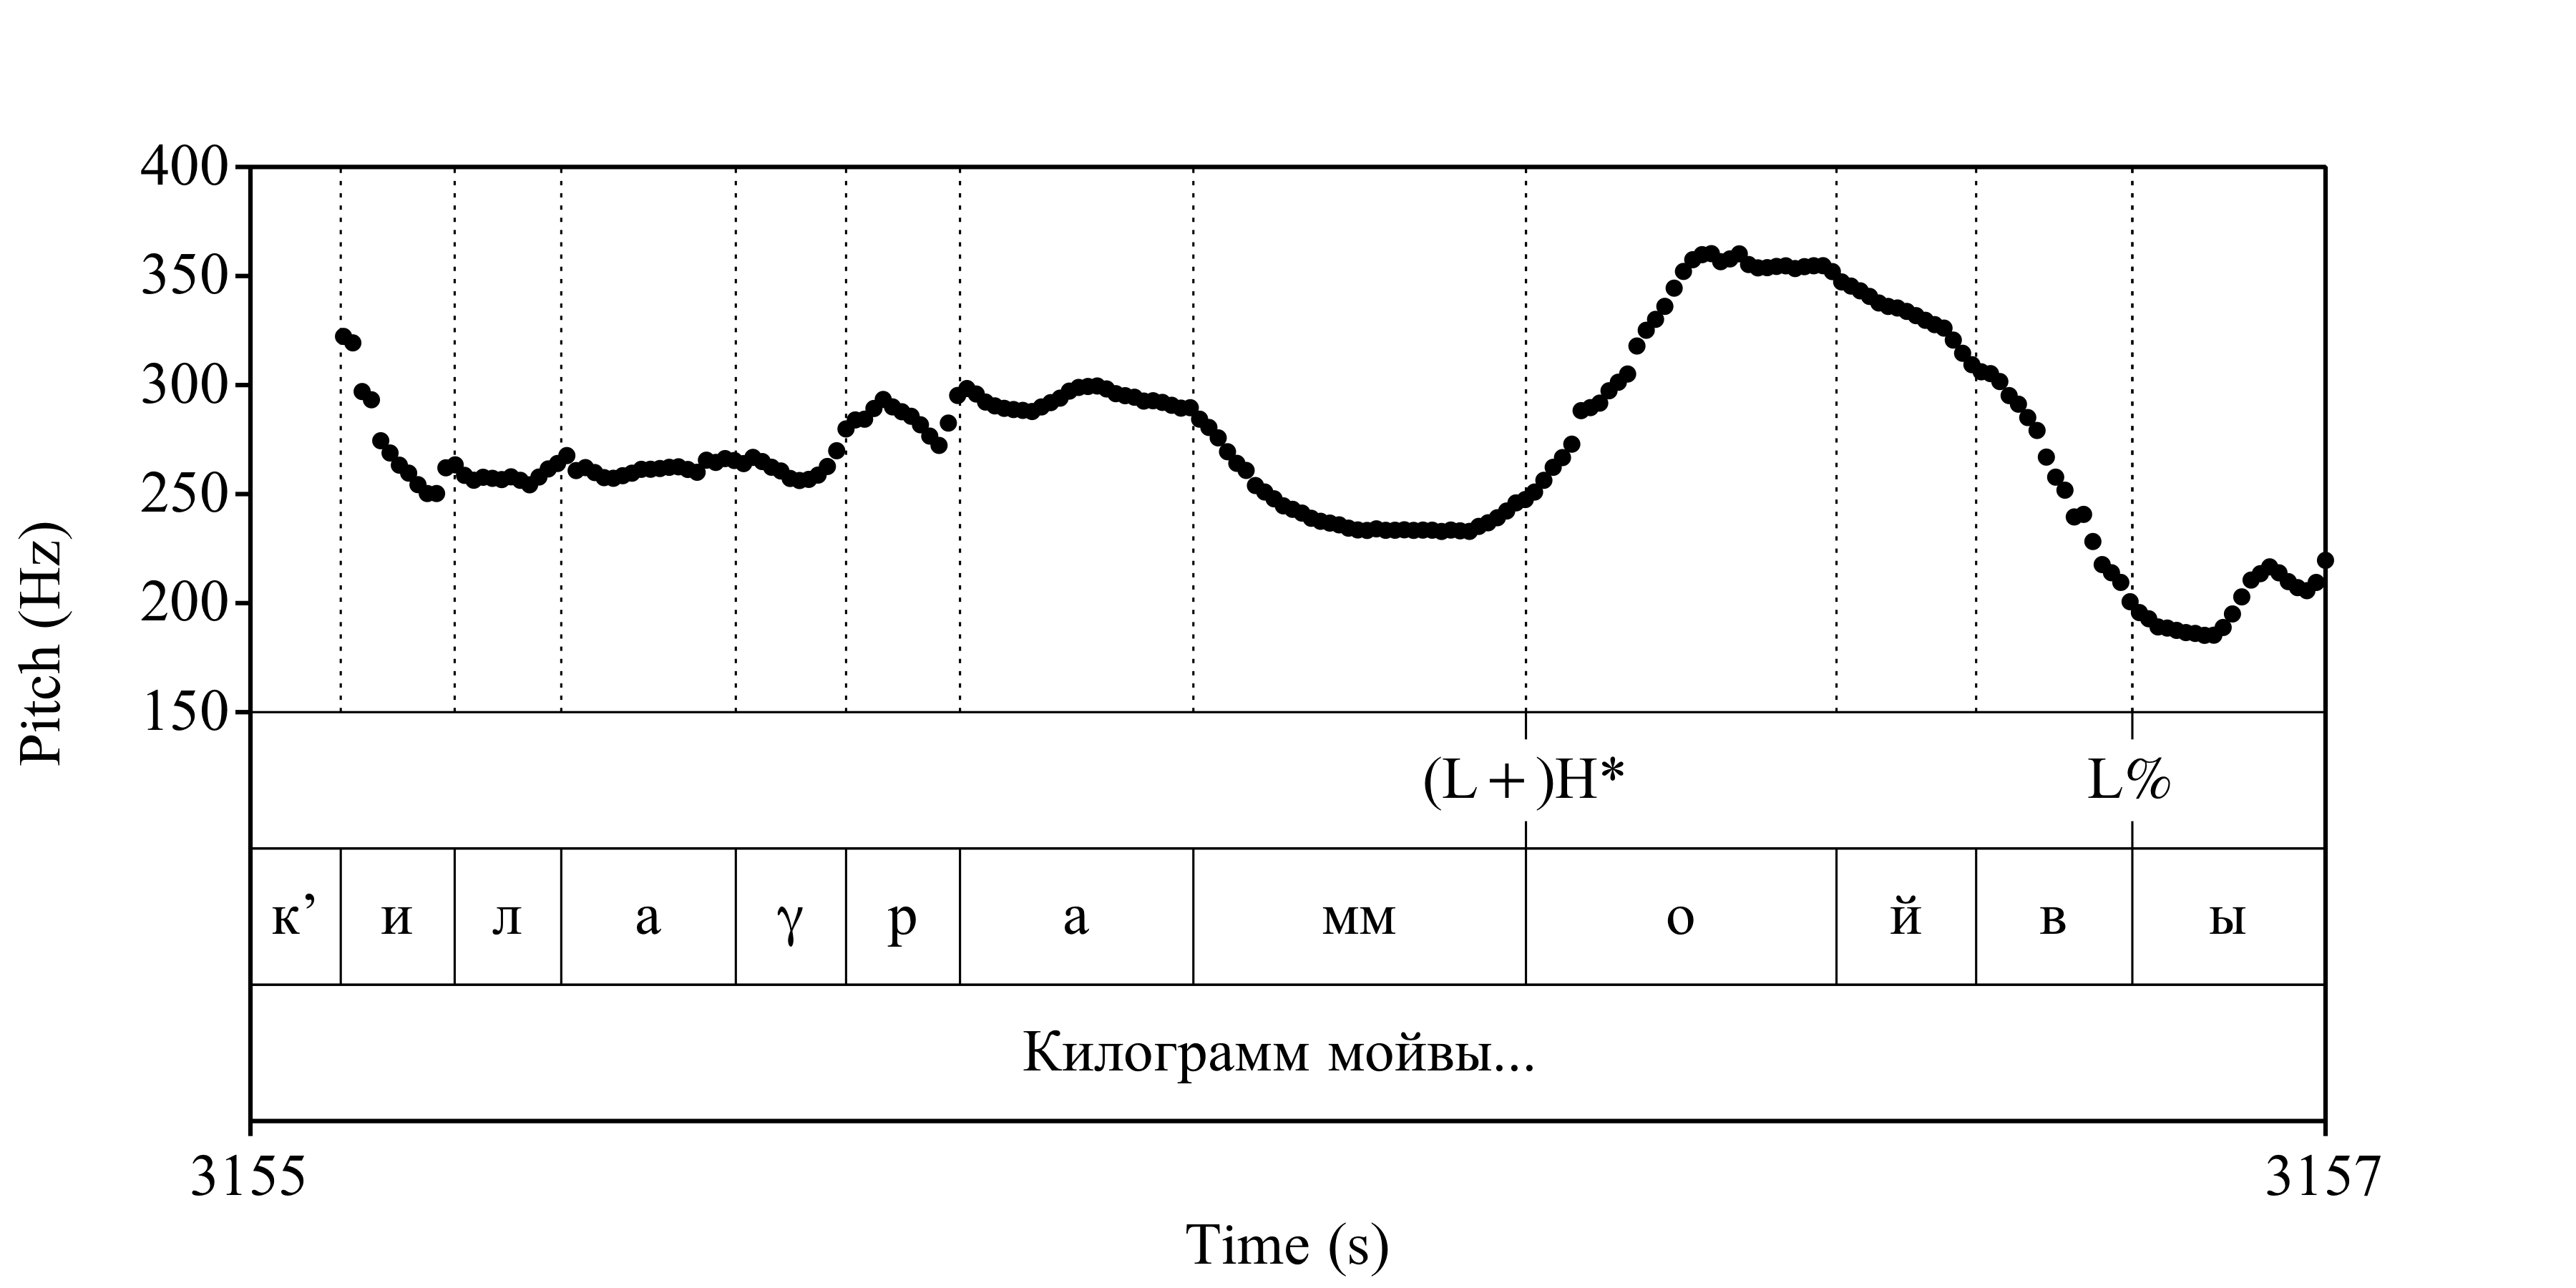 400
350
300
250
200
150
Pitch (Hz)
(L+)H* L%
к’ и л а γ р а мм о й в ы
Килограмм мойвы...
3155 3157
Time (s)